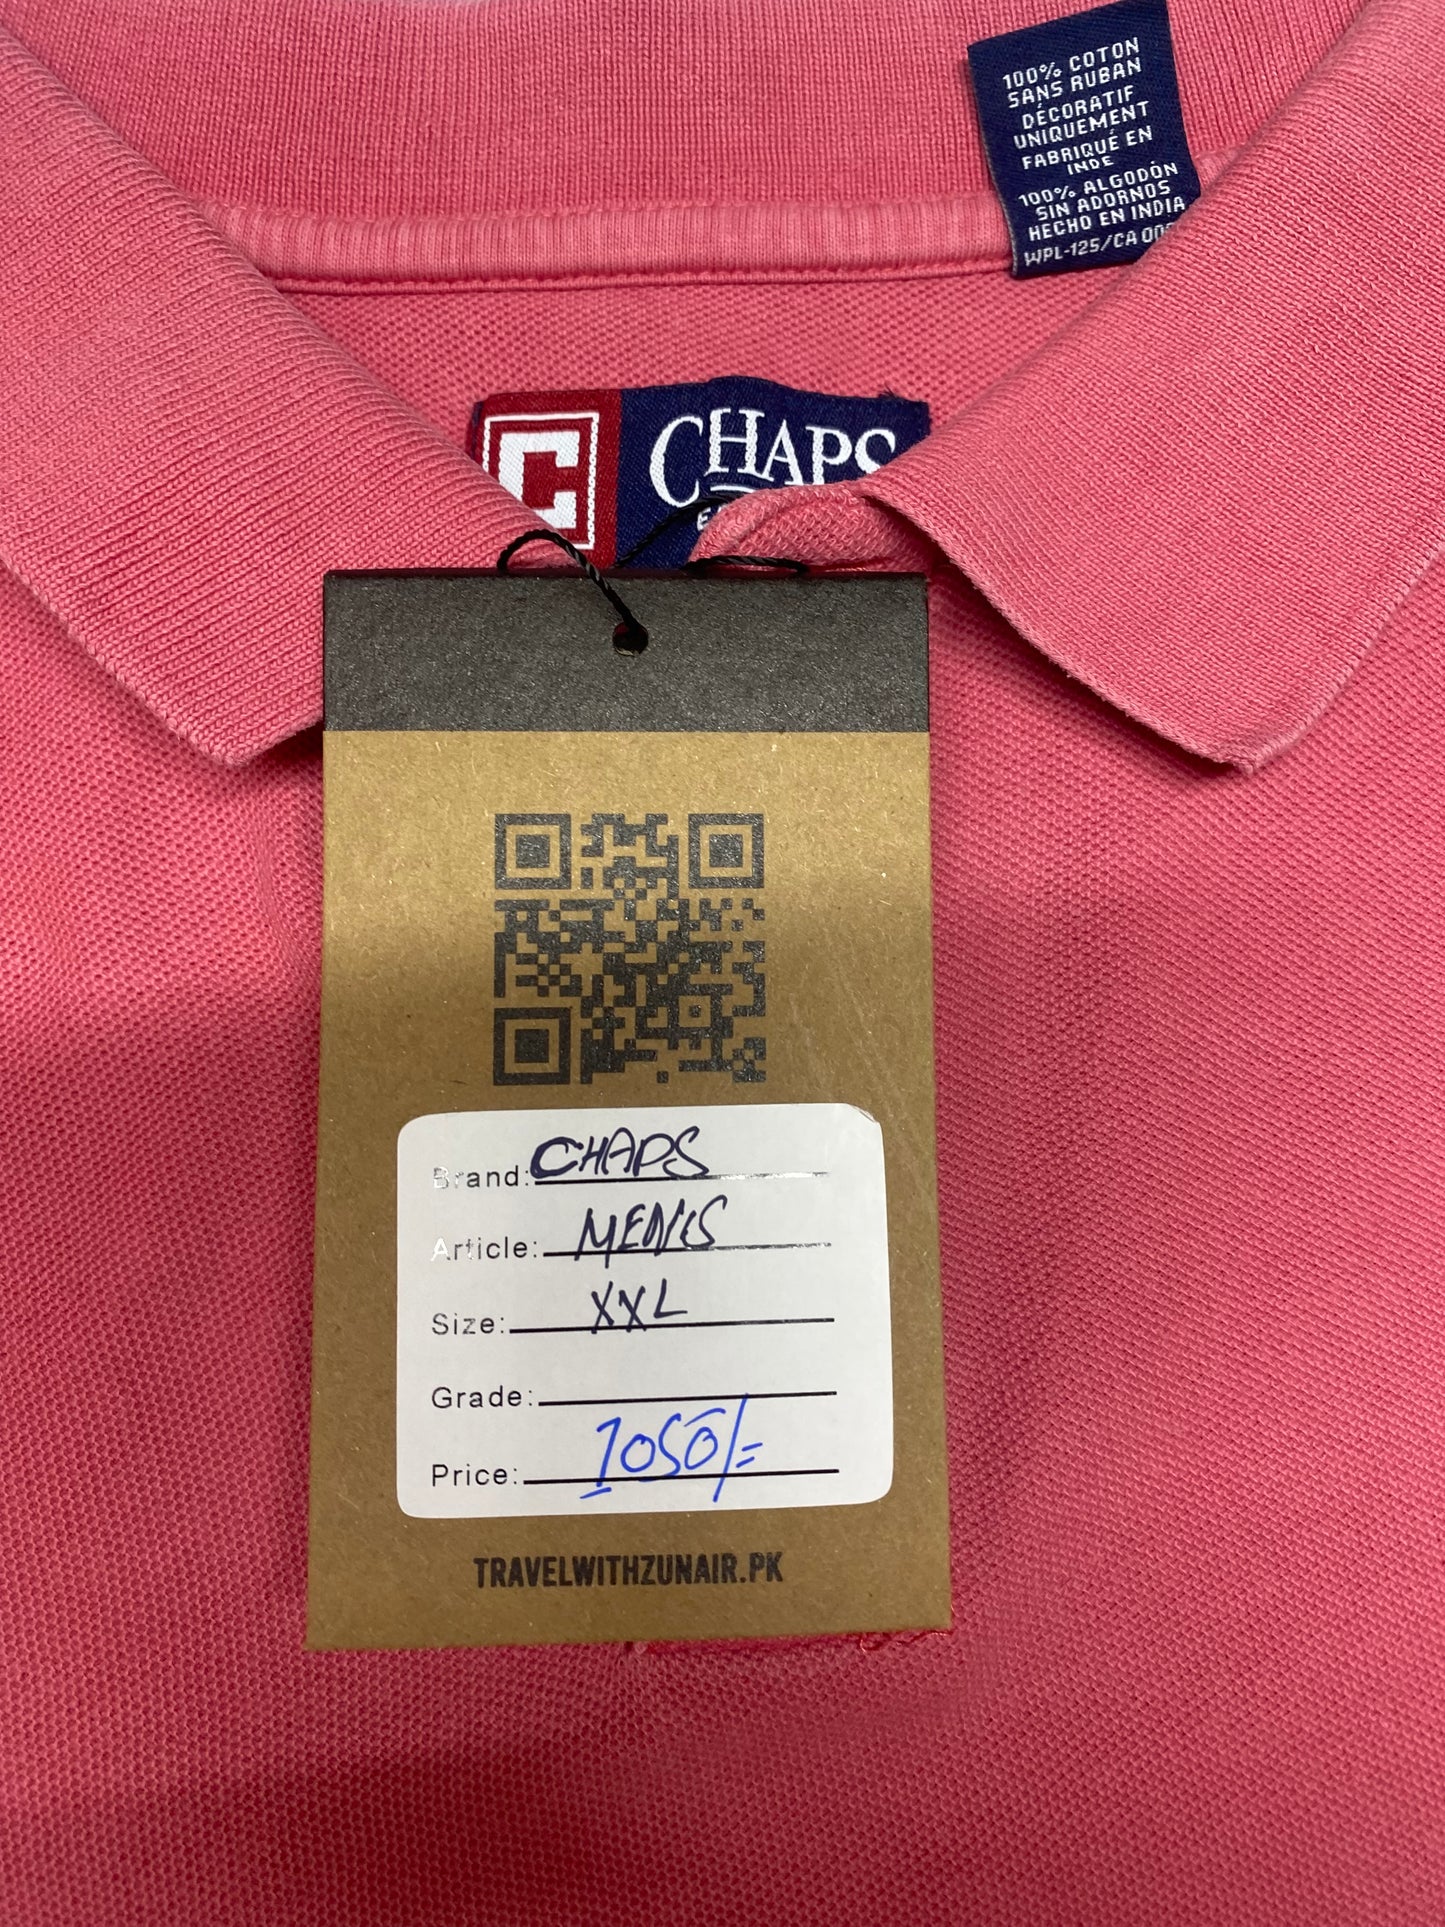 100% COTON
SANS RUBAN
DÉCORATIF
UNIQUEMENT
FABRIQUÉ EN
INDE
100% ALGODÓN
SIN ADORNOS
HECHO EN INDIA
WPL-125/CA
C CHAPS
Brand: CHAPS
Article: MEN'S
Size: XXL
Grade:
Price: 1050/=
TRAVELWITHZUNAIR.PK